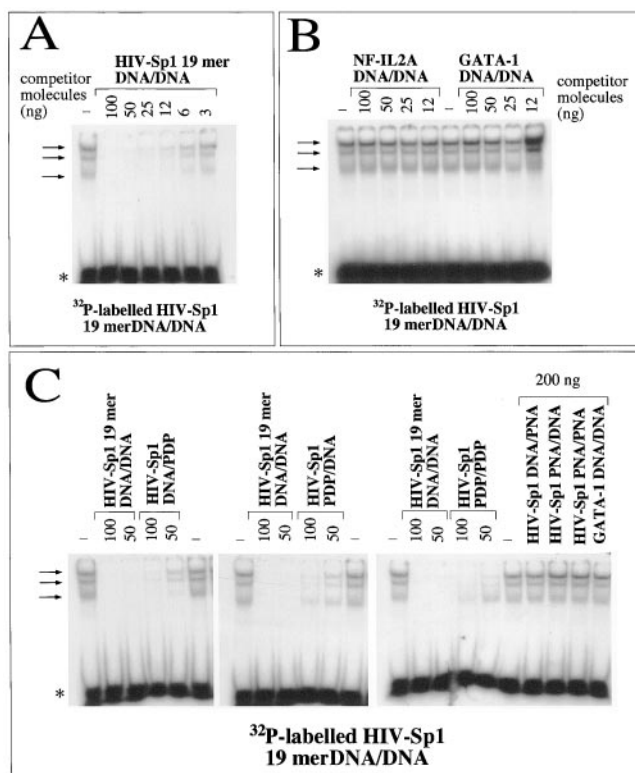 A
HIV-Sp1 19 mer
DNA/DNA
competitor
molecules
(ng)
– 100 50 25 12 6 3
*
32P-labelled HIV-Sp1
19 merDNA/DNA
B
NF-IL2A GATA-1
DNA/DNA DNA/DNA
competitor
molecules
(ng)
– 100 50 25 12 – 100 50 25 12
*
32P-labelled HIV-Sp1
19 merDNA/DNA
C
200 ng
HIV-Sp1 19 mer
DNA/DNA
HIV-Sp1
DNA/PDP
– 100 50 100 50 –
HIV-Sp1 19 mer
DNA/DNA
HIV-Sp1
PDP/DNA
– 100 50 100 50 –
HIV-Sp1 19 mer
DNA/DNA
HIV-Sp1
PDP/PDP
– 100 50 100 50 –
HIV-Sp1 DNA/PNA
HIV-Sp1 PNA/DNA
HIV-Sp1 PNA/PNA
GATA-1 DNA/DNA
*
32P-labelled HIV-Sp1
19 merDNA/DNA